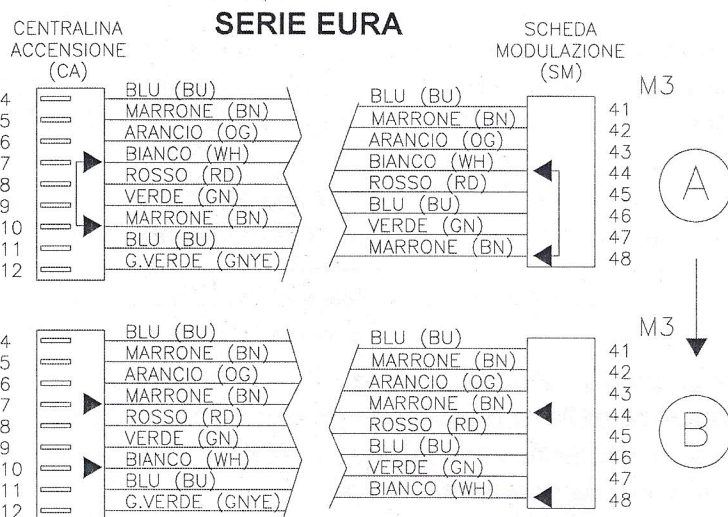 SERIE EURA
CENTRALINA
ACCENSIONE
(CA)
SCHEDA
MODULAZIONE
(SM)
M3
4
5
6
7
8
9
10
11
12
BLU (BU)
MARRONE (BN)
ARANCIO (OG)
BIANCO (WH)
ROSSO (RD)
VERDE (GN)
MARRONE (BN)
BLU (BU)
G.VERDE (GNYE)
BLU (BU)
MARRONE (BN)
ARANCIO (OG)
BIANCO (WH)
ROSSO (RD)
BLU (BU)
VERDE (GN)
MARRONE (BN)
41
42
43
44
45
46
47
48
A
M3
4
5
6
7
8
9
10
11
12
BLU (BU)
MARRONE (BN)
ARANCIO (OG)
MARRONE (BN)
ROSSO (RD)
VERDE (GN)
BIANCO (WH)
BLU (BU)
G.VERDE (GNYE)
BLU (BU)
MARRONE (BN)
ARANCIO (OG)
MARRONE (BN)
ROSSO (RD)
BLU (BU)
VERDE (GN)
BIANCO (WH)
41
42
43
44
45
46
47
48
B